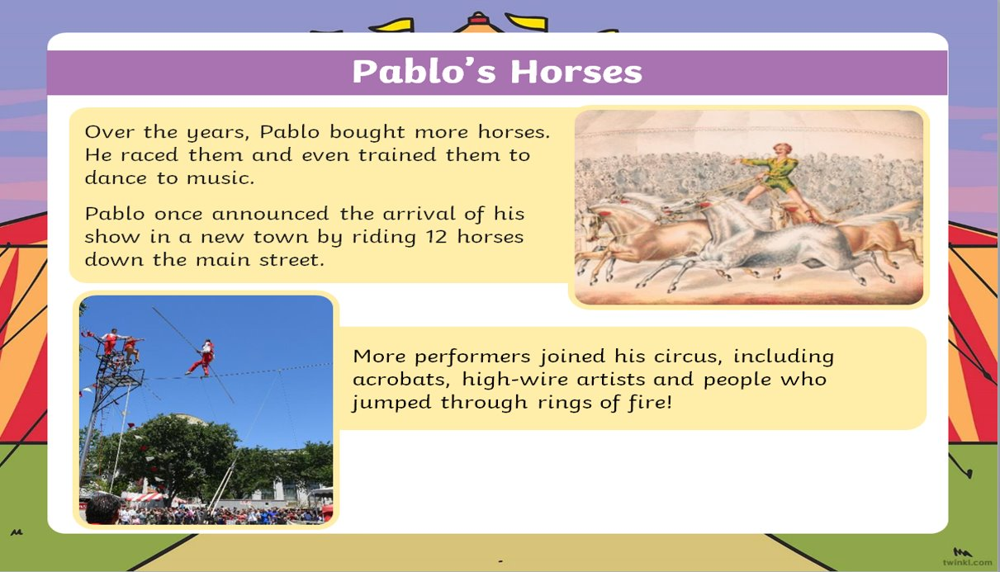 Pablo's Horses
Over the years, Pablo bought more horses.
He raced them and even trained them to
dance to music.
Pablo once announced the arrival of his
show in a new town by riding 12 horses
down the main street.
More performers joined his circus, including
acrobats, high-wire artists and people who
jumped through rings of fire!
twinkl.com